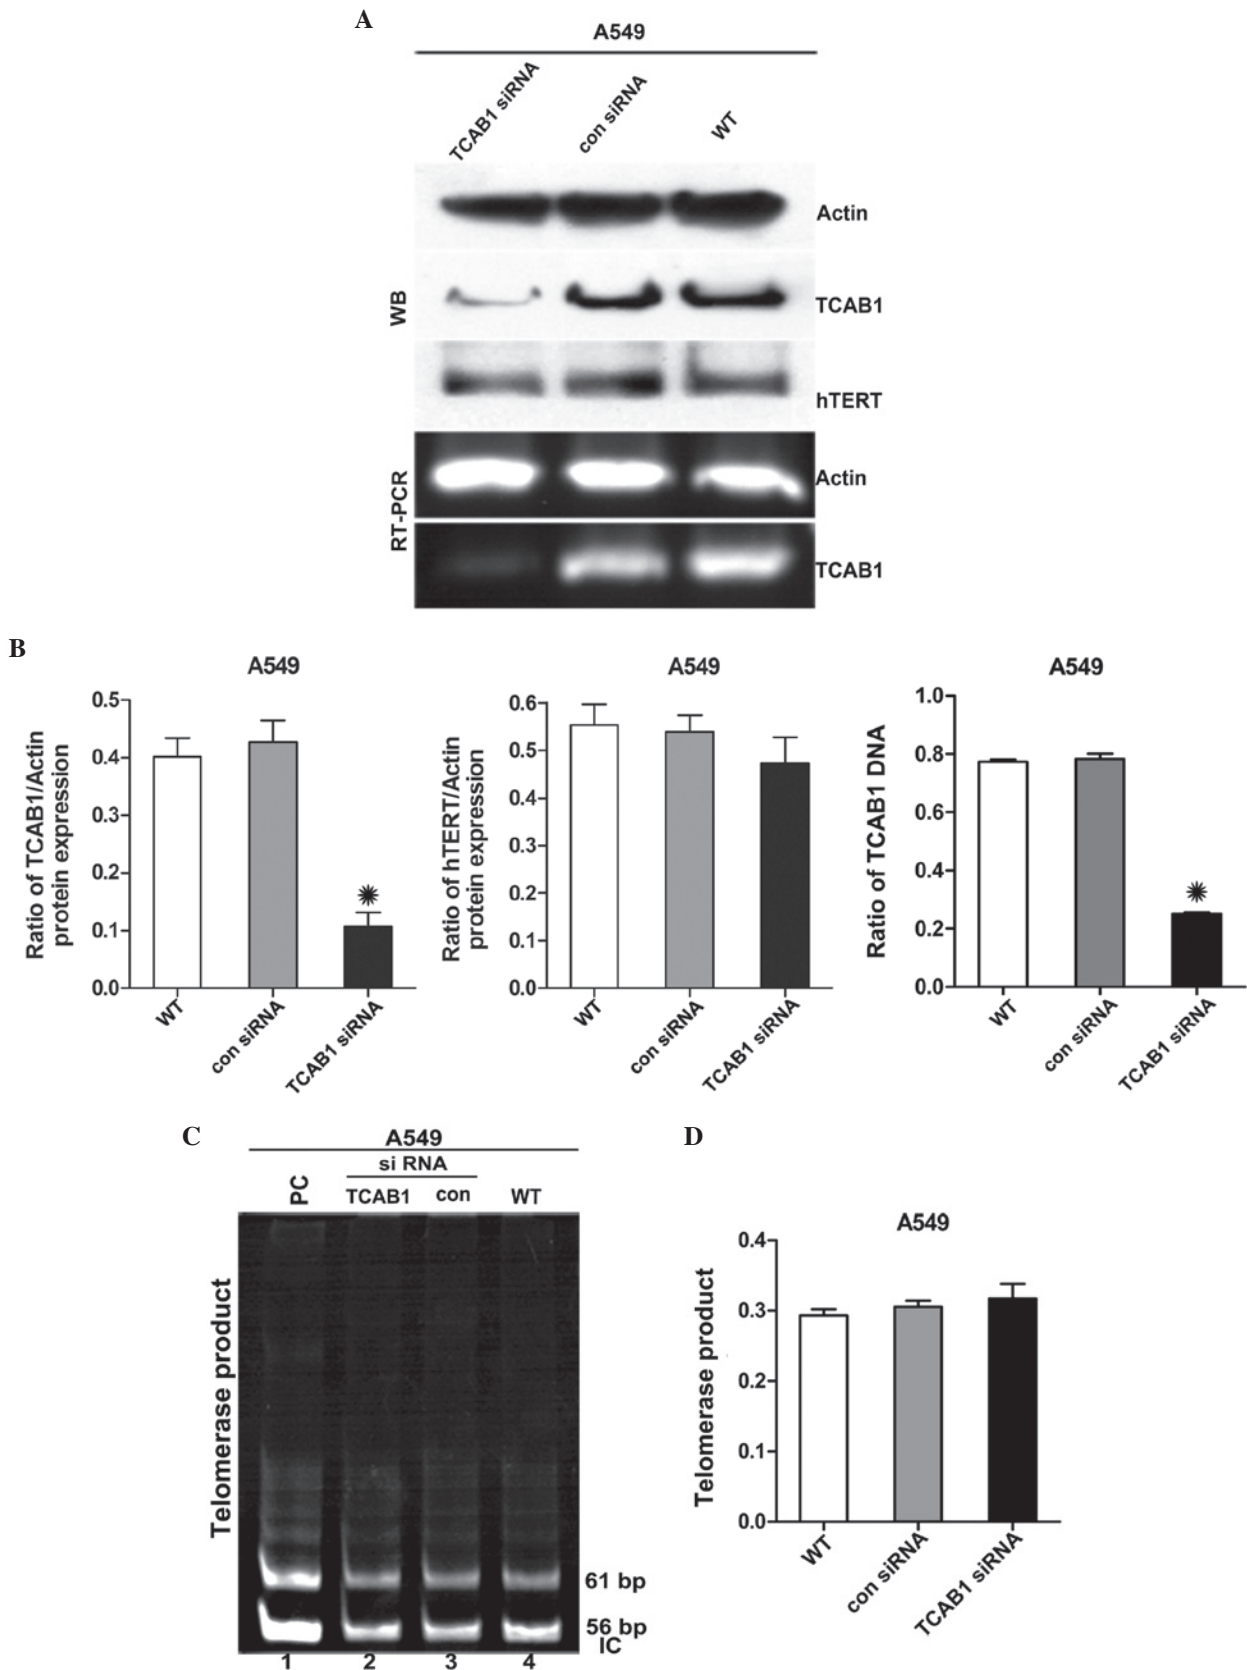 A
A549
TCAB1 siRNA
con siRNA
WT
Actin
WB
TCAB1
hTERT
RT-PCR
Actin
TCAB1
B
A549
Ratio of TCAB1/Actin
protein expression
0.5
0.4
0.3
0.2
0.1
0.0
WT
con siRNA
TCAB1 siRNA
A549
Ratio of hTERT/Actin
protein expression
0.6
0.5
0.4
0.3
0.2
0.1
0.0
WT
con siRNA
TCAB1 siRNA
A549
Ratio of TCAB1 DNA
1.0
0.8
0.6
0.4
0.2
0.0
WT
con siRNA
TCAB1 siRNA
C
A549
si RNA
PC
TCAB1
con
WT
Telomerase product
61 bp
56 bp
IC
1 2 3 4
D
A549
Telomerase product
0.4
0.3
0.2
0.1
0.0
WT
con siRNA
TCAB1 siRNA